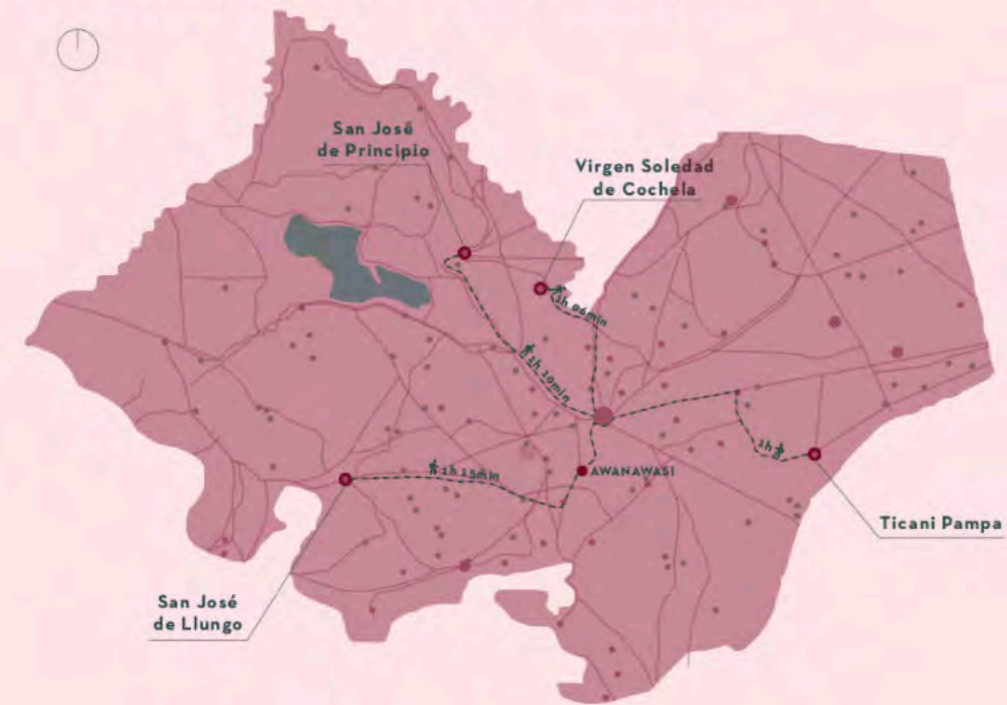 San José
de Principio
Virgen Soledad
de Cochela
1h 06min
1h 10min
AWANAWASI
1h 15min
1h
Ticani Pampa
San José
de Llungo